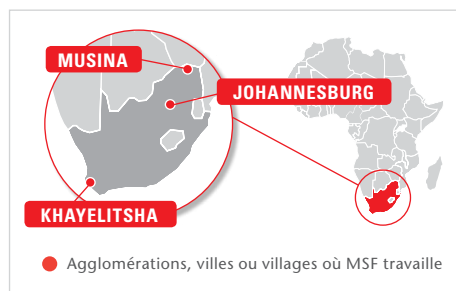 MUSINA
JOHANNESBURG
KHAYELITSHA
Agglomérations, villes ou villages où MSF travaille